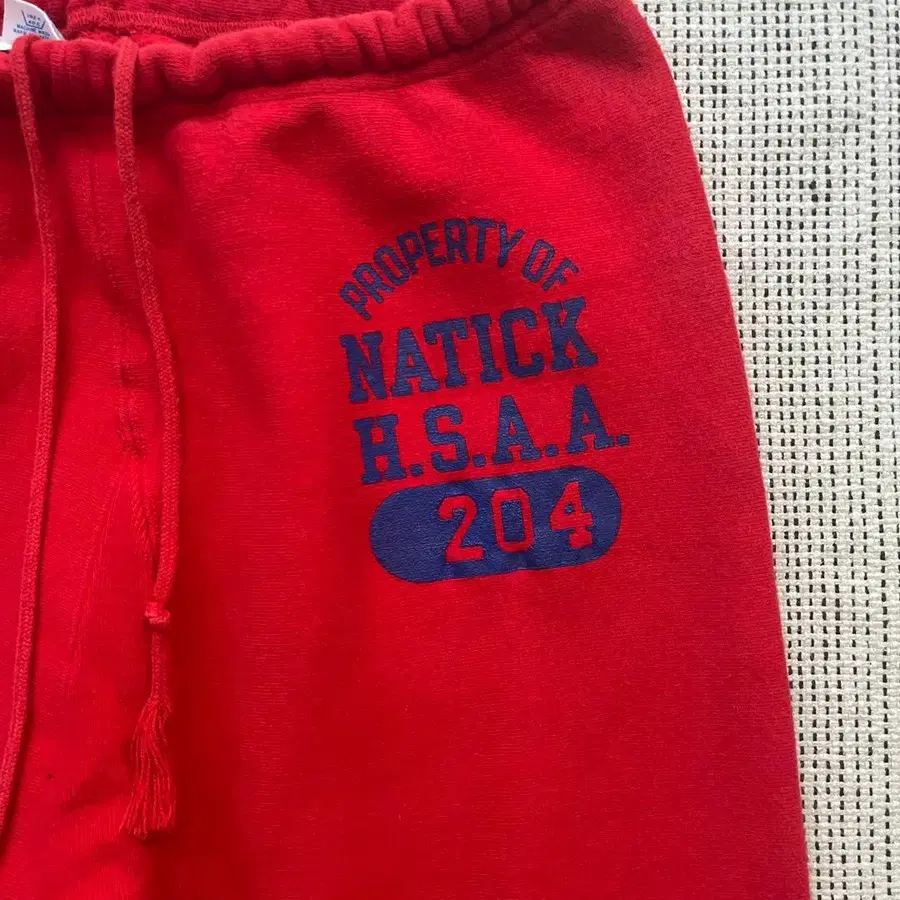 PROPERTY OF
NATICK
H.S.A.A.
204